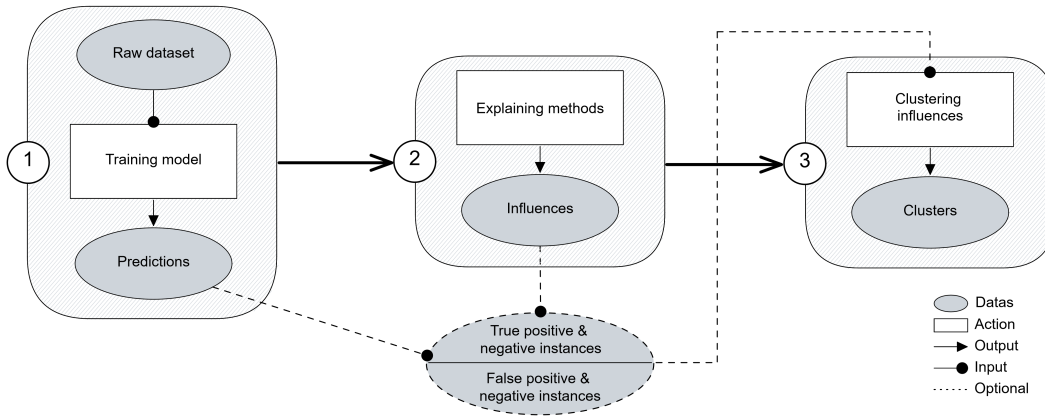 1
Raw dataset
Training model
Predictions
2
Explaining methods
Influences
True positive &
negative instances
False positive &
negative instances
3
Clustering
influences
Clusters
Datas
Action
Output
Input
Optional